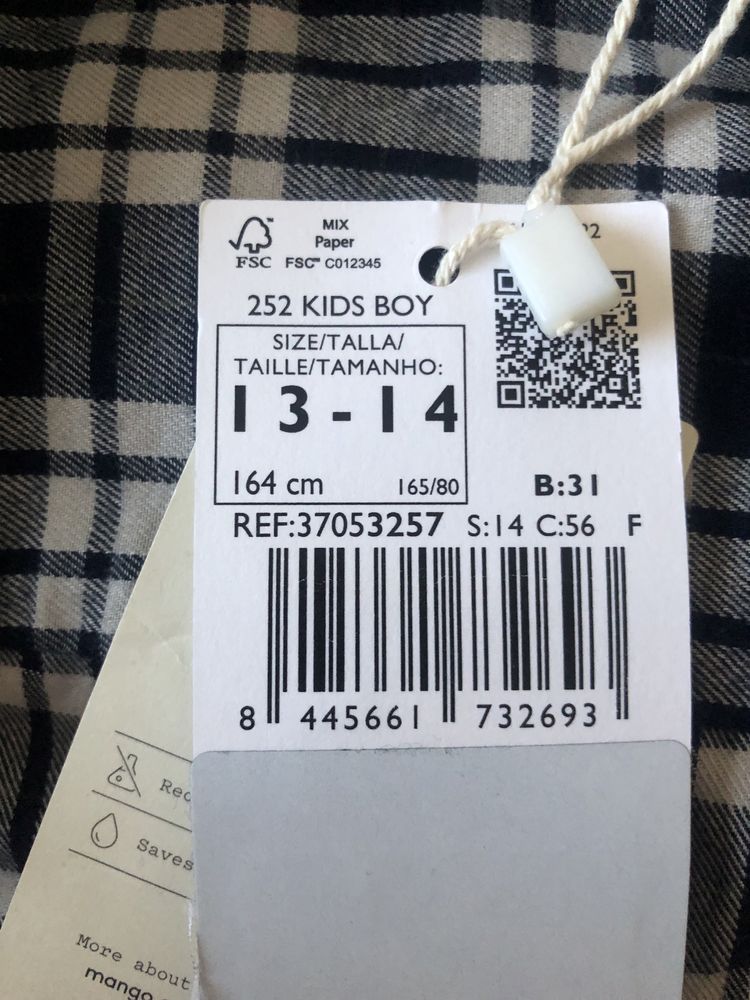 MIX
Paper
FSC™ C012345
FSC
252 KIDS BOY
SIZE/TALLA/
TAILLE/TAMANHO:
13-14
164 cm 165/80
B:31
REF:37053257 S:14 C:56 F
8 445661 732693
Saves
More about
mango